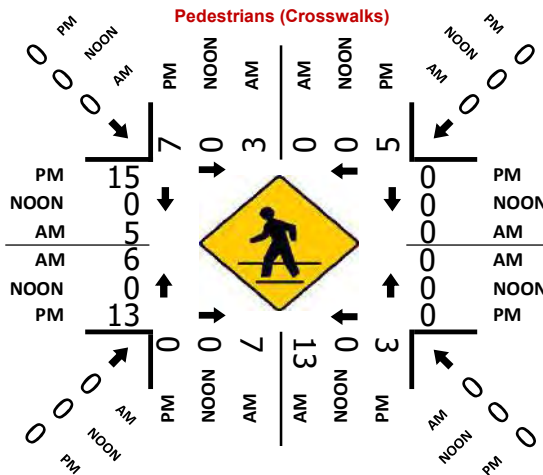 Pedestrians (Crosswalks)
PM NOON AM
0 0 0
PM NOON AM AM NOON PM
7 0 3 0 0 5
PM NOON AM
0 0 0
PM 15 0 PM
NOON 0 0 NOON
AM 5 0 AM
AM 6 0 AM
NOON 0 0 NOON
PM 13 0 PM
0 0 7 13 0 3
PM NOON AM AM NOON PM
0 0 0
AM NOON PM
0 0 0
AM NOON PM